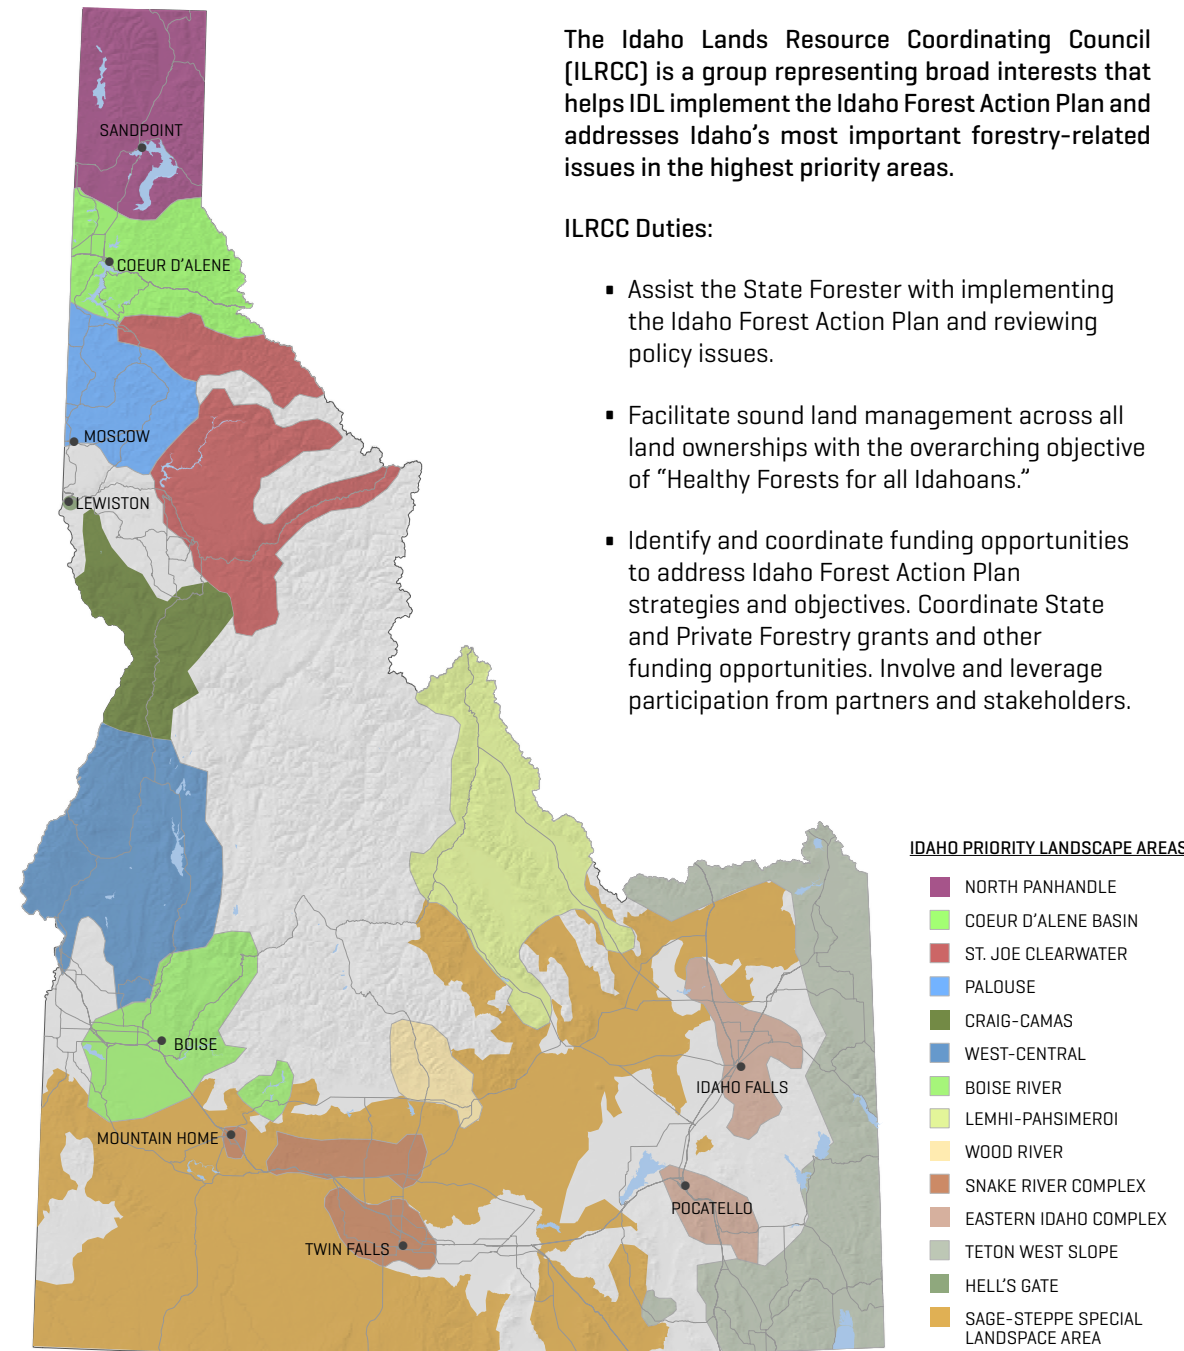 The Idaho Lands Resource Coordinating Council
(ILRCC) is a group representing broad interests that
helps IDL implement the Idaho Forest Action Plan and
addresses Idaho's most important forestry-related
issues in the highest priority areas.
ILRCC Duties:
▪ Assist the State Forester with implementing
the Idaho Forest Action Plan and reviewing
policy issues.
▪ Facilitate sound land management across all
land ownerships with the overarching objective
of “Healthy Forests for all Idahoans.”
▪ Identify and coordinate funding opportunities
to address Idaho Forest Action Plan
strategies and objectives. Coordinate State
and Private Forestry grants and other
funding opportunities. Involve and leverage
participation from partners and stakeholders.
SANDPOINT
COEUR D'ALENE
MOSCOW
LEWISTON
BOISE
IDAHO FALLS
MOUNTAIN HOME
POCATELLO
TWIN FALLS
IDAHO PRIORITY LANDSCAPE AREAS
NORTH PANHANDLE
COEUR D'ALENE BASIN
ST. JOE CLEARWATER
PALOUSE
CRAIG-CAMAS
WEST-CENTRAL
BOISE RIVER
LEMHI-PAHSIMEROI
WOOD RIVER
SNAKE RIVER COMPLEX
EASTERN IDAHO COMPLEX
TETON WEST SLOPE
HELL'S GATE
SAGE-STEPPE SPECIAL
LANDSPACE AREA